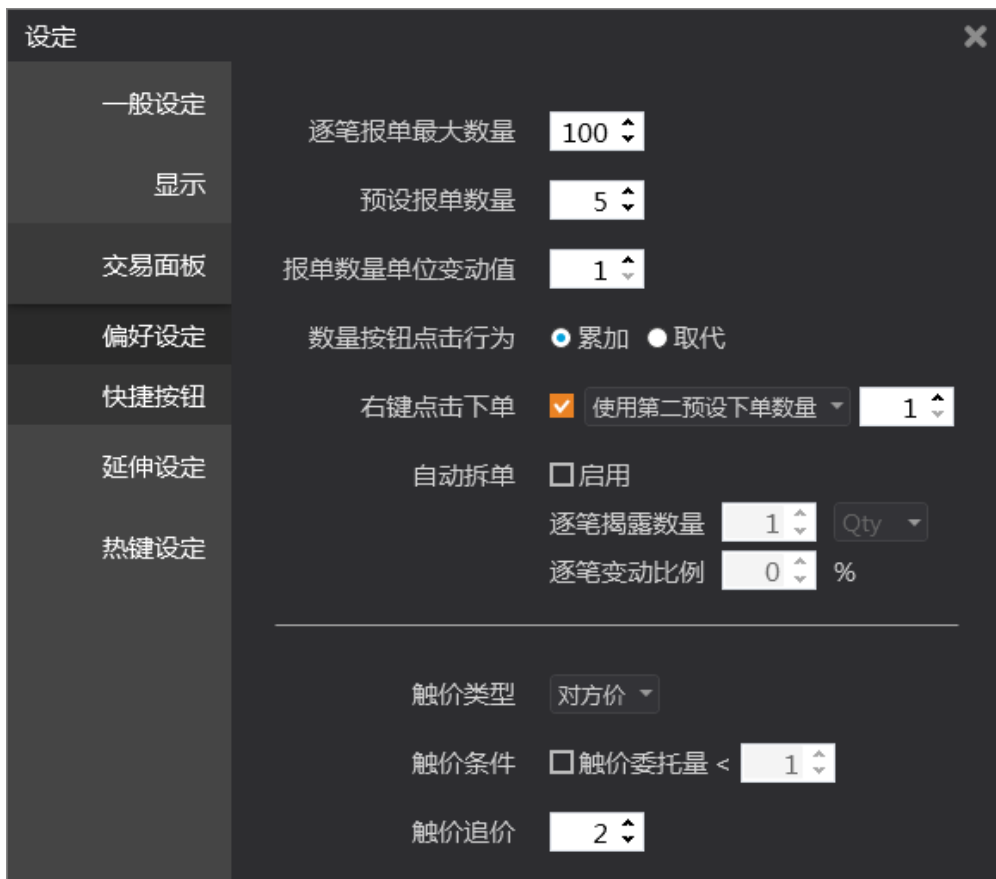 设定
一般设定
显示
交易面板
偏好设定
快捷按钮
延伸设定
热键设定
逐笔报单最大数量 100
预设报单数量 5
报单数量单位变动值 1
数量按钮点击行为 累加 取代
右键点击下单 使用第二预设下单数量 1
自动拆单 启用
逐笔揭露数量 1 Qty
逐笔变动比例 0 %
触价类型 对方价
触价条件 触价委托量 < 1
触价追价 2